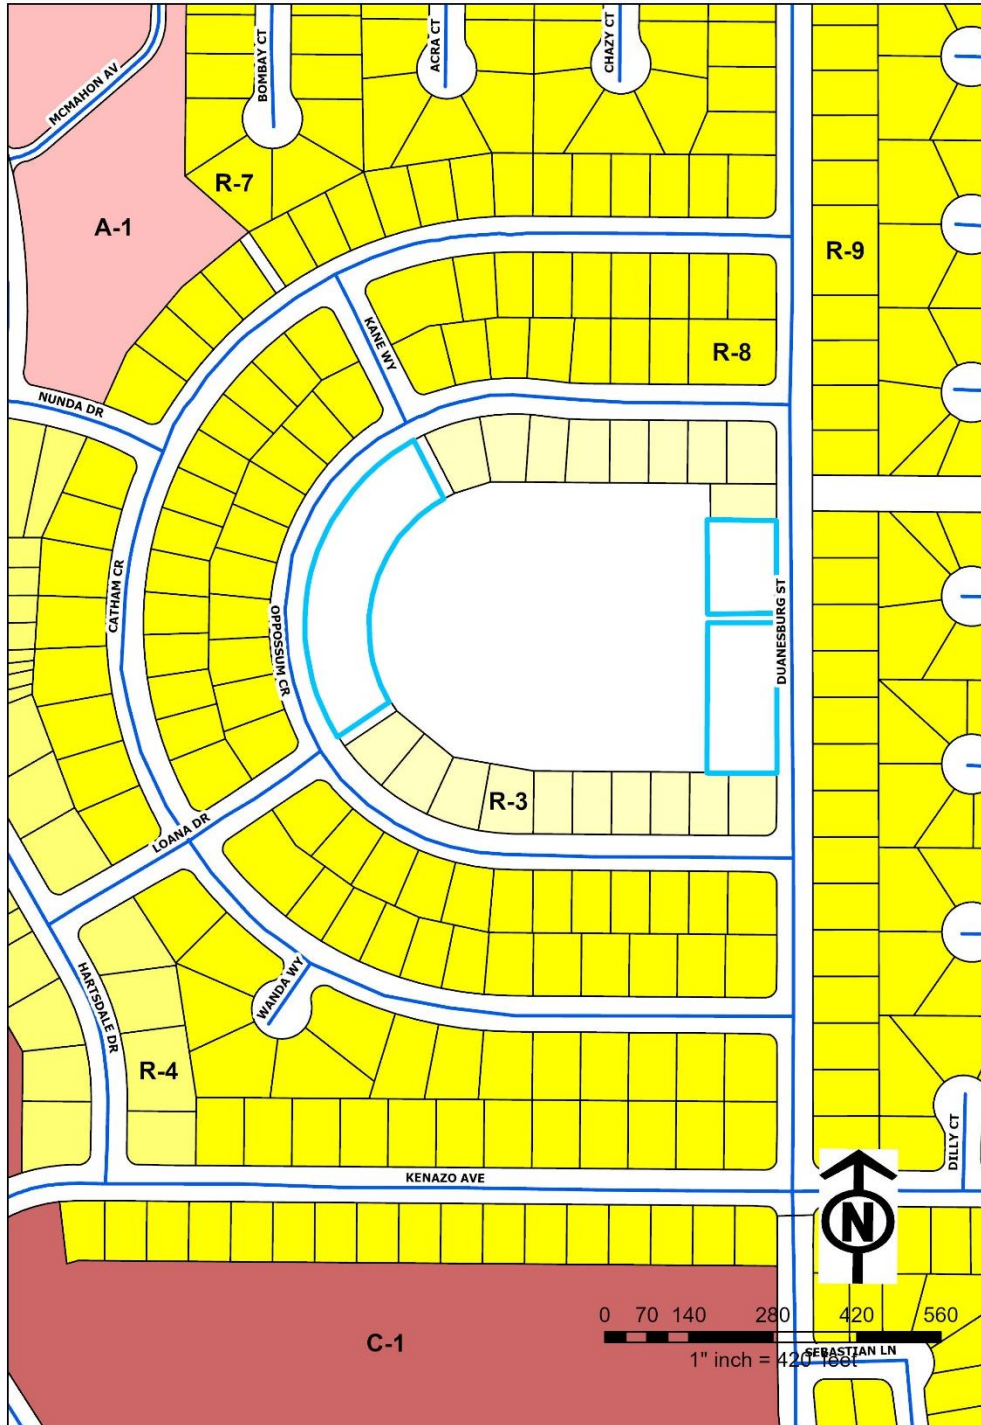 BOMBAY CT
ACRA CT
CHAZY CT
MCMAHON AV
R-7
A-1
R-9
KANE WY
R-8
NUNDA DR
CATHAM CR
OPPOSSUM CR
DUANESBURG ST
R-3
LOANA DR
HARTSDALE DR
WANDA WY
R-4
DILLY CT
KENAZO AVE
N
0 70 140 280 420 560
1" inch = 420 feet
SEBASTIAN LN
C-1